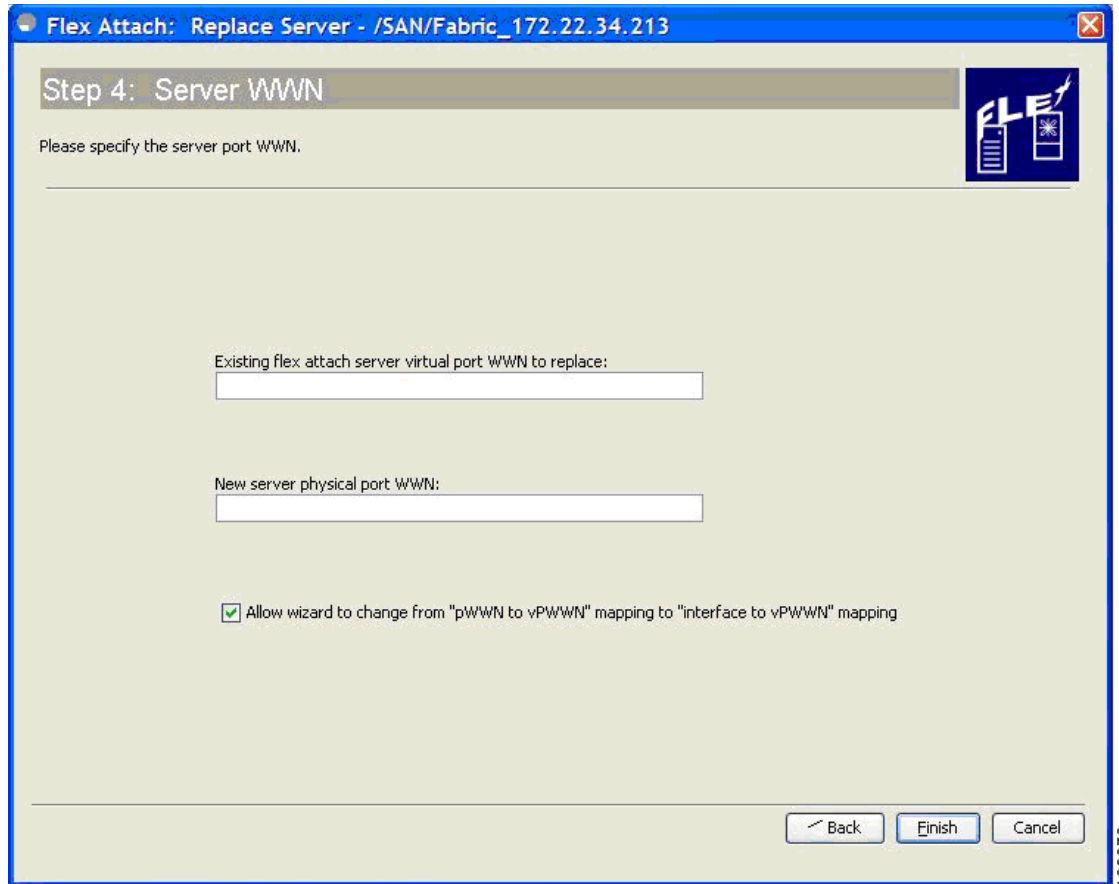 Flex Attach: Replace Server - /SAN/Fabric_172.22.34.213
Step 4: Server WWN
FLEX
Please specify the server port WWN.
Existing flex attach server virtual port WWN to replace:
New server physical port WWN:
Allow wizard to change from "pWWN to vPWWN" mapping to "interface to vPWWN" mapping
Back
Finish
Cancel